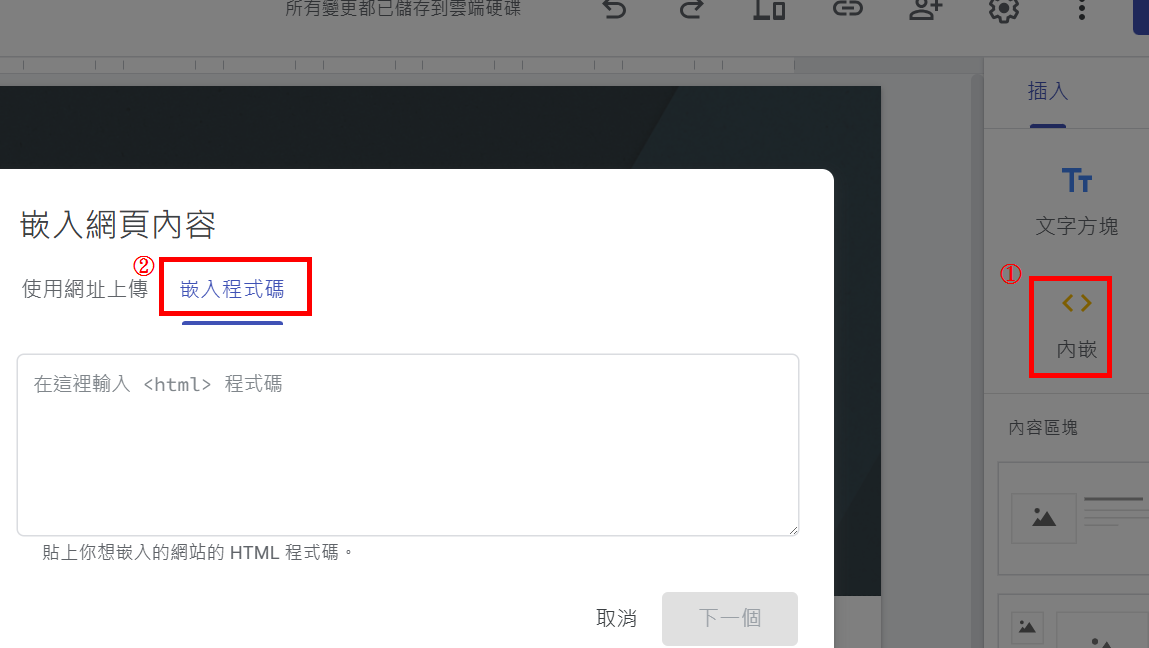 所有變更都已儲存到雲端硬碟
插入
文字方塊
①
內嵌
內容區塊
嵌入網頁內容
使用網址上傳
②
嵌入程式碼
在這裡輸入 <html> 程式碼
貼上你想嵌入的網站的 HTML 程式碼。
取消
下一個